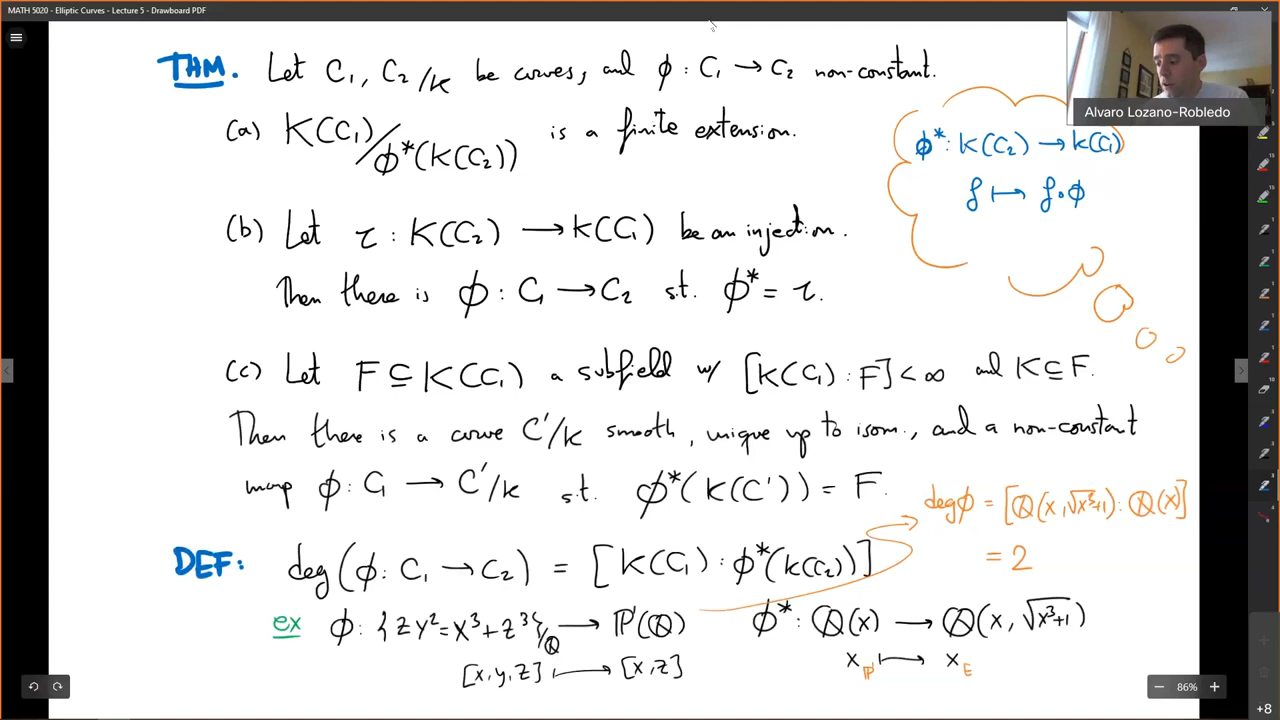 MATH 5020 - Elliptic Curves - Lecture 5 - Drawboard PDF
Alvaro Lozano-Robledo
THM. Let C₁, C₂/K be curves, and ϕ : C₁ → C₂ non-constant.
(a) K(C₁)/ϕ*(K(C₂)) is a finite extension.
ϕ* : K(C₂) → K(C₁)
f ↦ f∘ϕ
(b) Let τ : K(C₂) → K(C₁) be an injection.
Then there is ϕ : C₁ → C₂ s.t. ϕ* = τ.
(c) Let F ⊆ K(C₁) a subfield w/ [K(C₁) : F] < ∞ and K ⊆ F.
Then there is a curve C'/K smooth, unique up to isom., and a non-constant
map ϕ : C₁ → C'/K s.t. ϕ*(K(C')) = F.
DEF: deg(ϕ : C₁ → C₂) = [K(C₁) : ϕ*(K(C₂))]
deg ϕ = [ℚ(x, √x³+1) : ℚ(x)]
= 2
ex ϕ : {ZY² = X³ + Z³}/ℚ → ℙ¹(ℚ)
[X,Y,Z] ↦ [X,Z]
ϕ* : ℚ(x) → ℚ(x, √x³+1)
x_ℙ¹ ↦ x_E
86%
+8